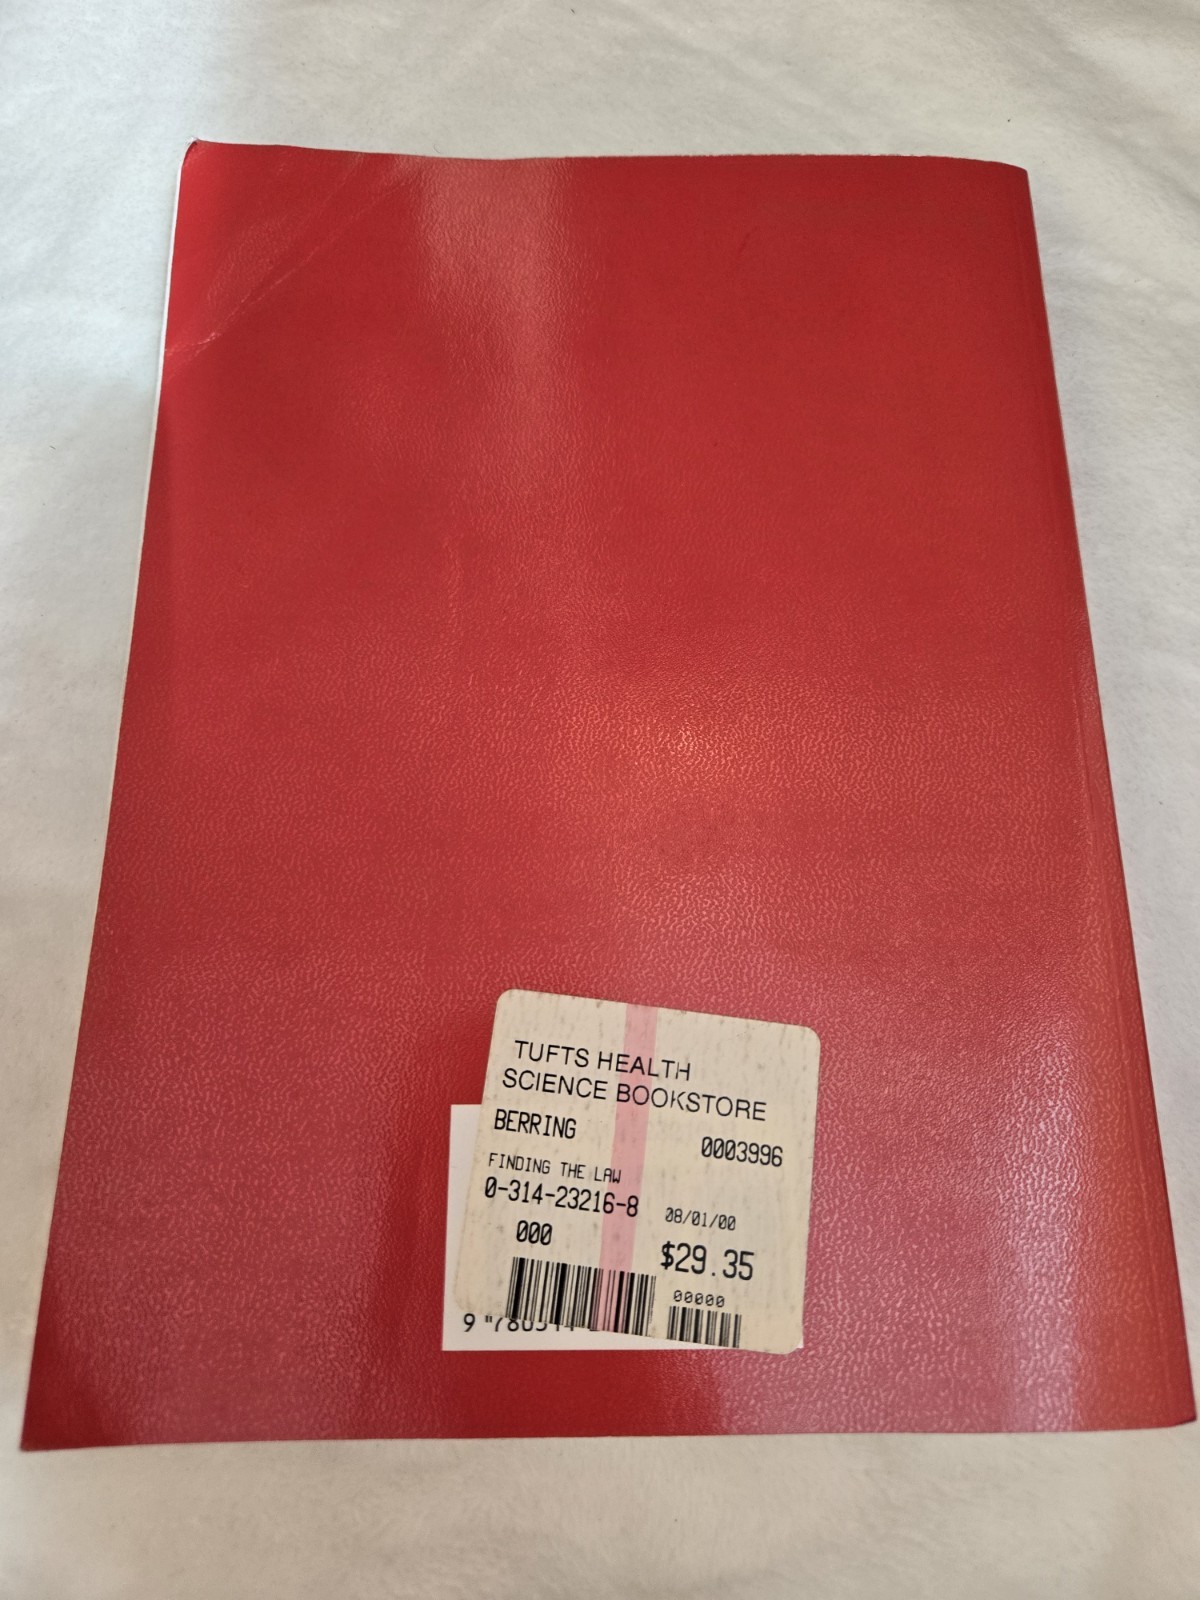 TUFTS HEALTH
SCIENCE BOOKSTORE
BERRING 0003996
FINDING THE LAW
0-314-23216-8 08/01/00
000 $29.35
00000
9